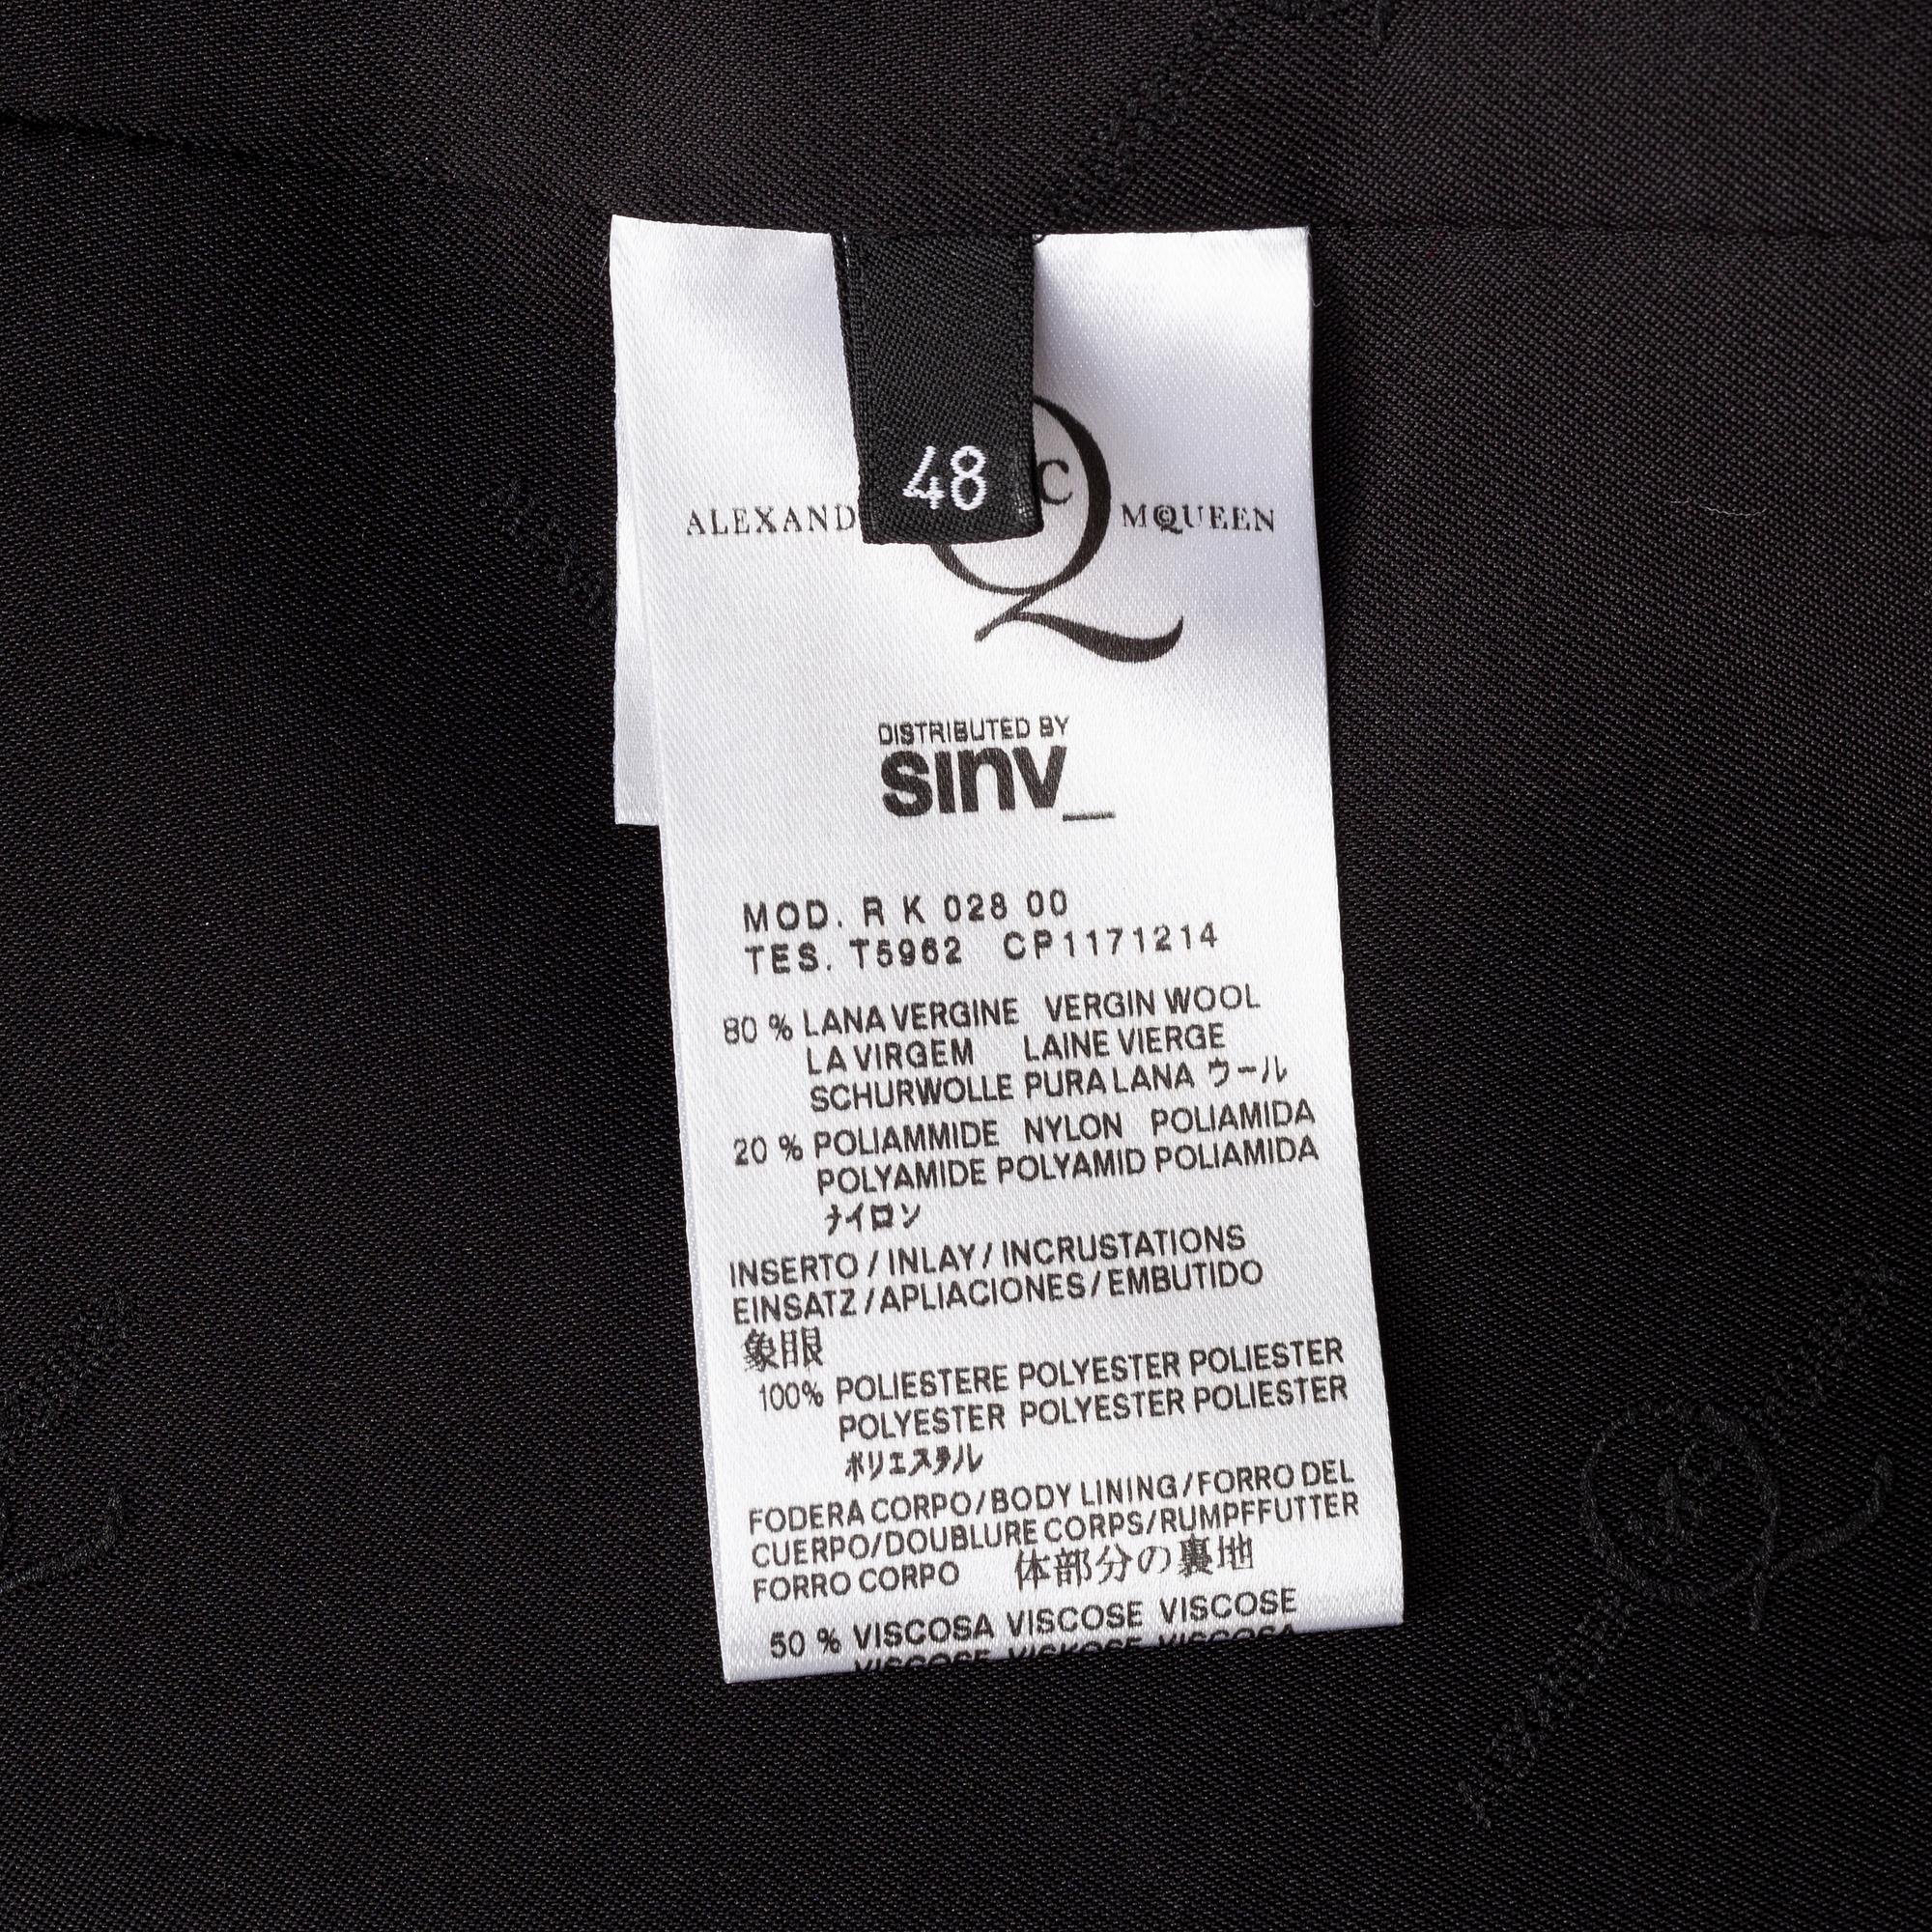 48
C
ALEXAND MCQUEEN
DISTRIBUTED BY
sinv_
MOD. R K 028 00
TES. T5962 CP1171214
80 % LANA VERGINE VERGIN WOOL
LA VIRGEM LAINE VIERGE
SCHURWOLLE PURA LANA ウール
20 % POLIAMMIDE NYLON POLIAMIDA
POLYAMIDE POLYAMID POLIAMIDA
ナイロン
INSERTO / INLAY / INCRUSTATIONS
EINSATZ / APLIACIONES / EMBUTIDO
象眼
100% POLIESTERE POLYESTER POLIESTER
POLYESTER POLYESTER POLIESTER
ポリエステル
FODERA CORPO/BODY LINING/FORRO DEL
CUERPO/DOUBLURE CORPS/RUMPFFUTTER
FORRO CORPO 体部分の裏地
50 % VISCOSA VISCOSE VISCOSE
VISCOSE VISKOSE VISCOSA